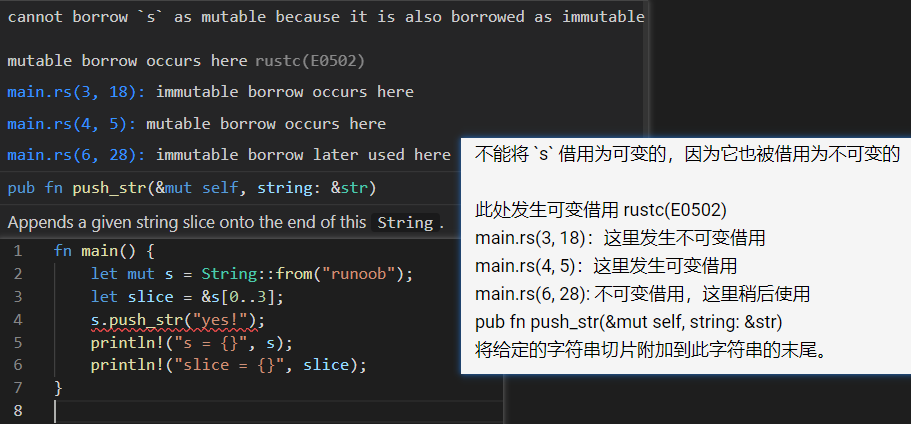 cannot borrow `s` as mutable because it is also borrowed as immutable
mutable borrow occurs here rustc(E0502)
main.rs(3, 18): immutable borrow occurs here
main.rs(4, 5): mutable borrow occurs here
main.rs(6, 28): immutable borrow later used here
pub fn push_str(&mut self, string: &str)
Appends a given string slice onto the end of this String.
不能将 `s` 借用为可变的，因为它也被借用为不可变的
此处发生可变借用 rustc(E0502)
main.rs(3, 18)：这里发生不可变借用
main.rs(4, 5)：这里发生可变借用
main.rs(6, 28): 不可变借用，这里稍后使用
pub fn push_str(&mut self, string: &str)
将给定的字符串切片附加到此字符串的末尾。
1 fn main() {
2     let mut s = String::from("runoob");
3     let slice = &s[0..3];
4     s.push_str("yes!");
5     println!("s = {}", s);
6     println!("slice = {}", slice);
7 }
8